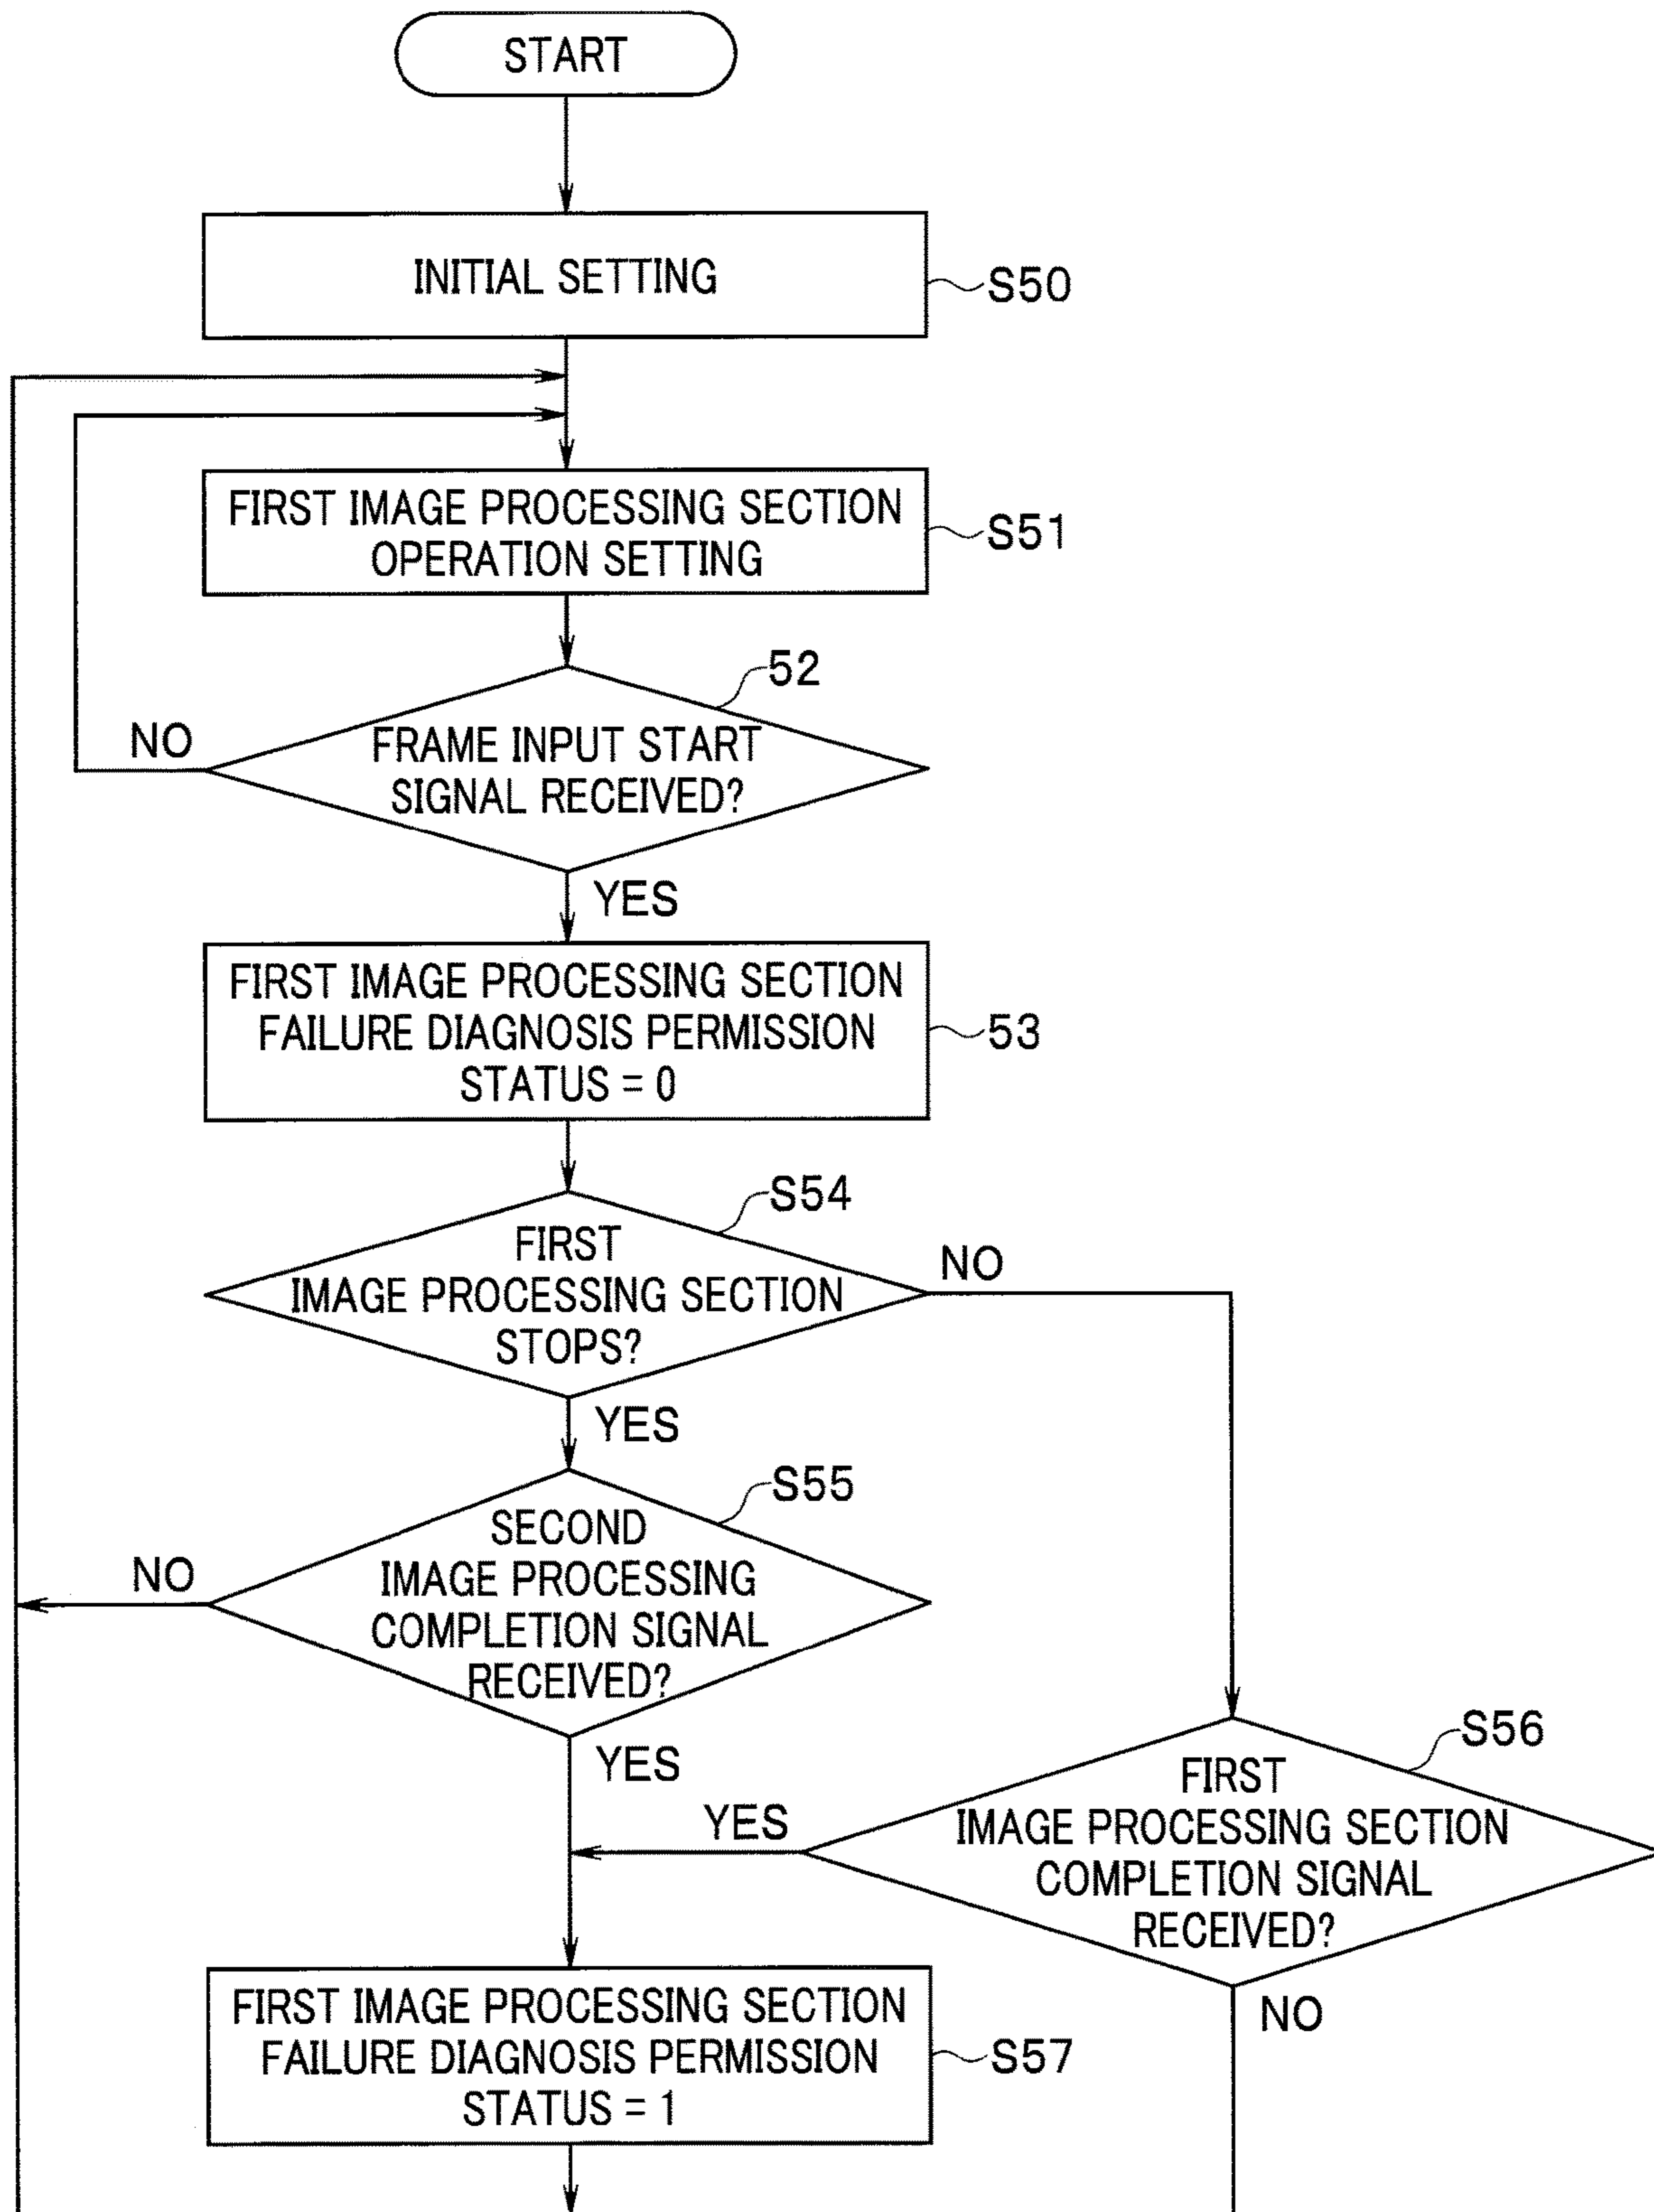 START
INITIAL SETTING
S50
FIRST IMAGE PROCESSING SECTION
OPERATION SETTING
S51
52
NO
FRAME INPUT START
SIGNAL RECEIVED?
YES
FIRST IMAGE PROCESSING SECTION
FAILURE DIAGNOSIS PERMISSION
STATUS = 0
53
S54
FIRST
IMAGE PROCESSING SECTION
STOPS?
NO
YES
S55
SECOND
IMAGE PROCESSING
COMPLETION SIGNAL
RECEIVED?
NO
YES
S56
FIRST
IMAGE PROCESSING SECTION
COMPLETION SIGNAL
RECEIVED?
YES
NO
FIRST IMAGE PROCESSING SECTION
FAILURE DIAGNOSIS PERMISSION
STATUS = 1
S57